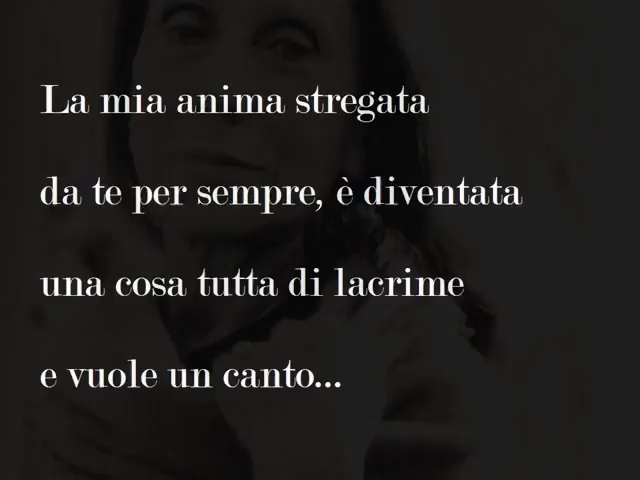 La mia anima stregata
da te per sempre, è diventata
una cosa tutta di lacrime
e vuole un canto...